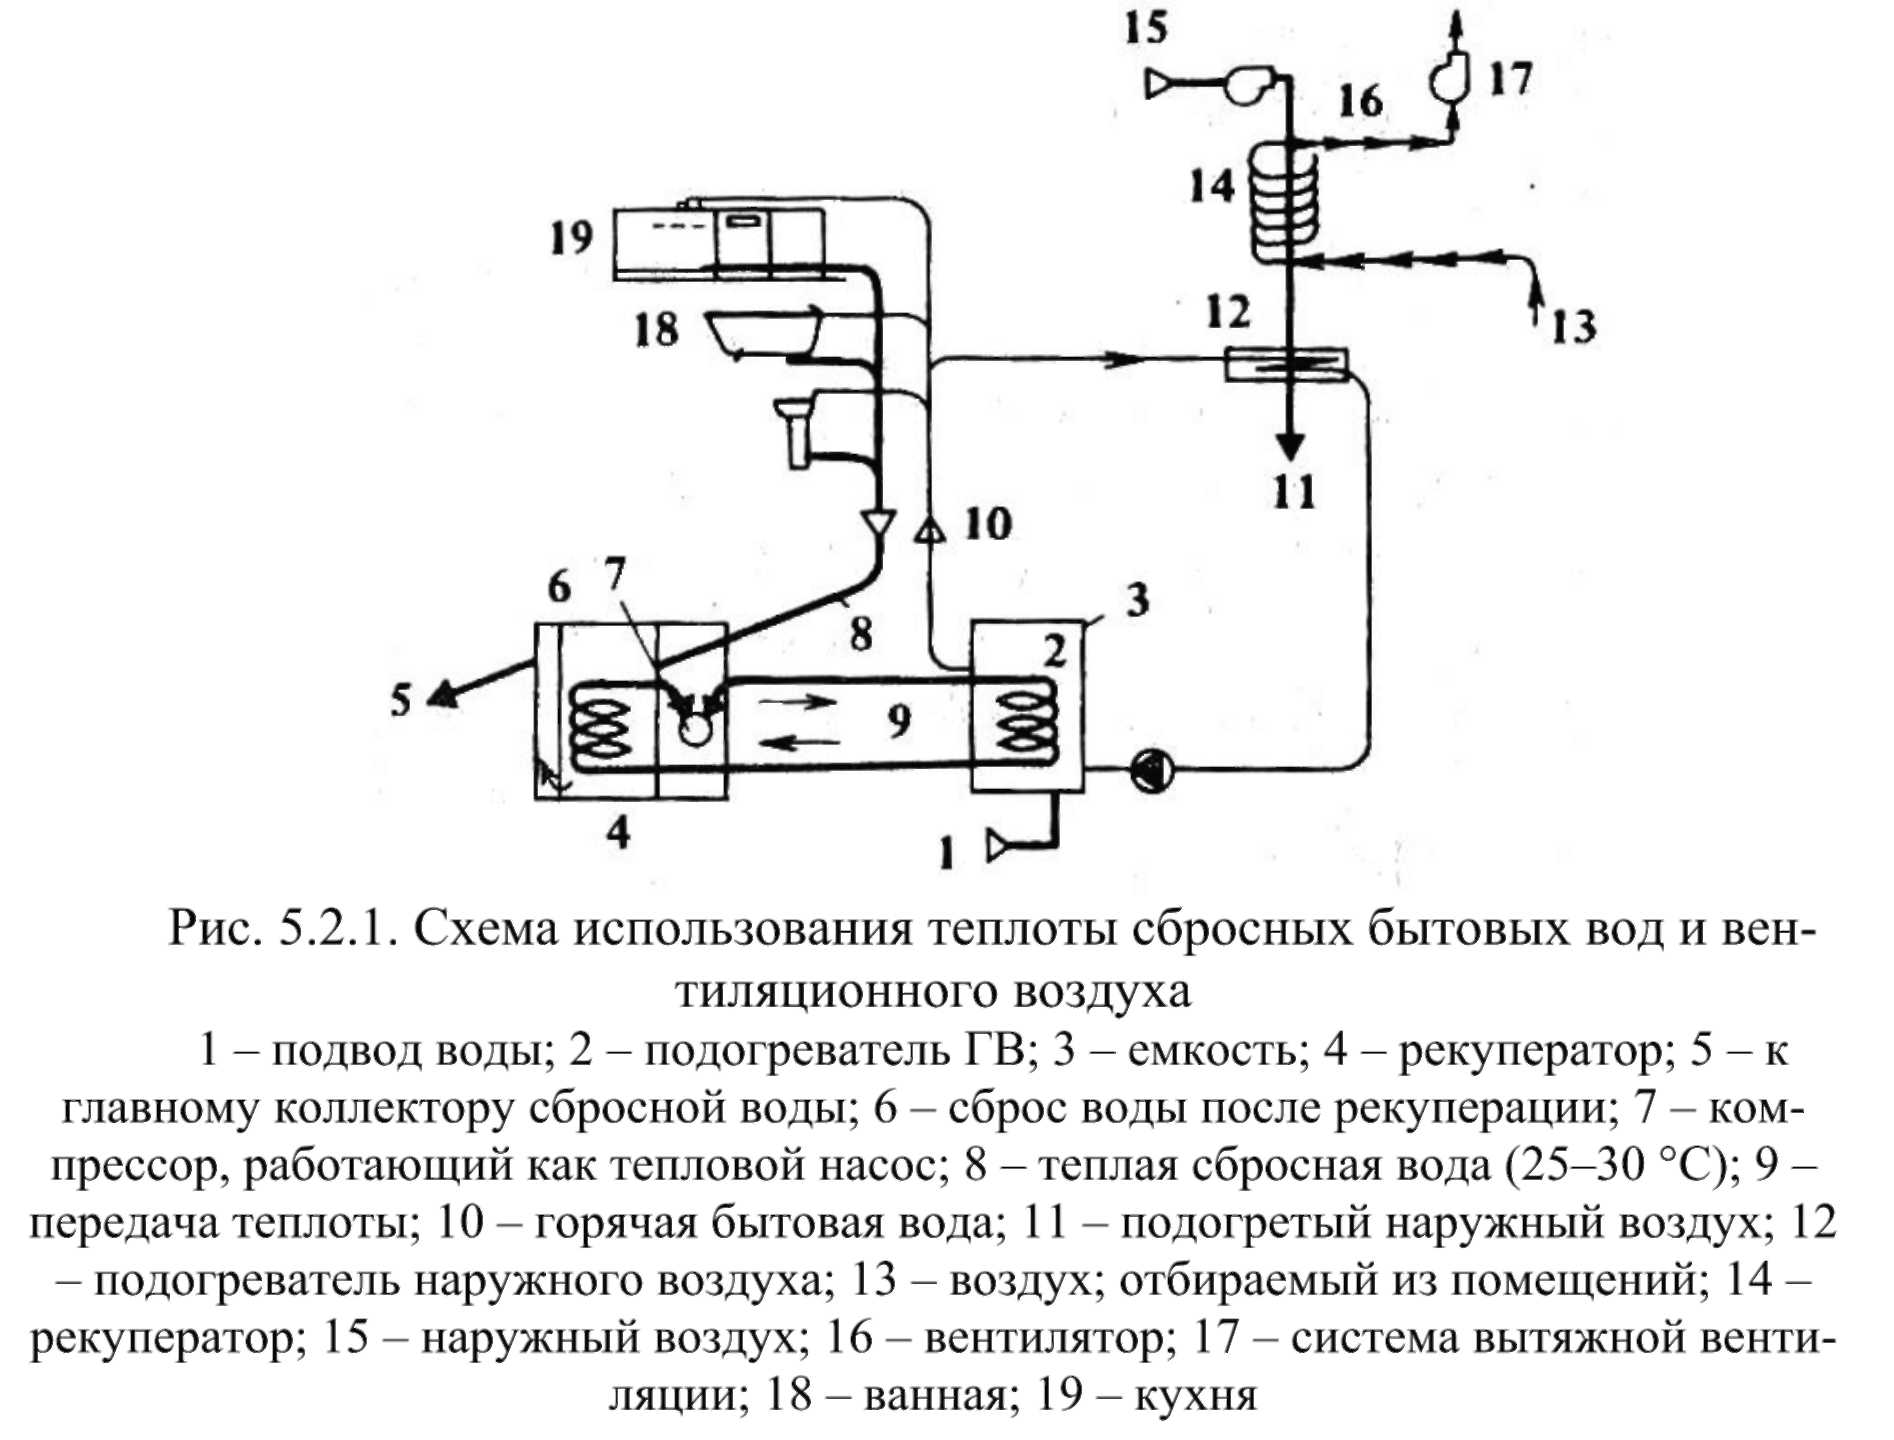 15
17
16
14
19
12
18
13
11
10
7
6
3
8
2
5
9
4
1
Рис. 5.2.1. Схема использования теплоты сбросных бытовых вод и вен-
тиляционного воздуха
1 – подвод воды; 2 – подогреватель ГВ; 3 – емкость; 4 – рекуператор; 5 – к
главному коллектору сбросной воды; 6 – сброс воды после рекуперации; 7 – ком-
прессор, работающий как тепловой насос; 8 – теплая сбросная вода (25–30 °С); 9 –
передача теплоты; 10 – горячая бытовая вода; 11 – подогретый наружный воздух; 12
– подогреватель наружного воздуха; 13 – воздух; отбираемый из помещений; 14 –
рекуператор; 15 – наружный воздух; 16 – вентилятор; 17 – система вытяжной венти-
ляции; 18 – ванная; 19 – кухня